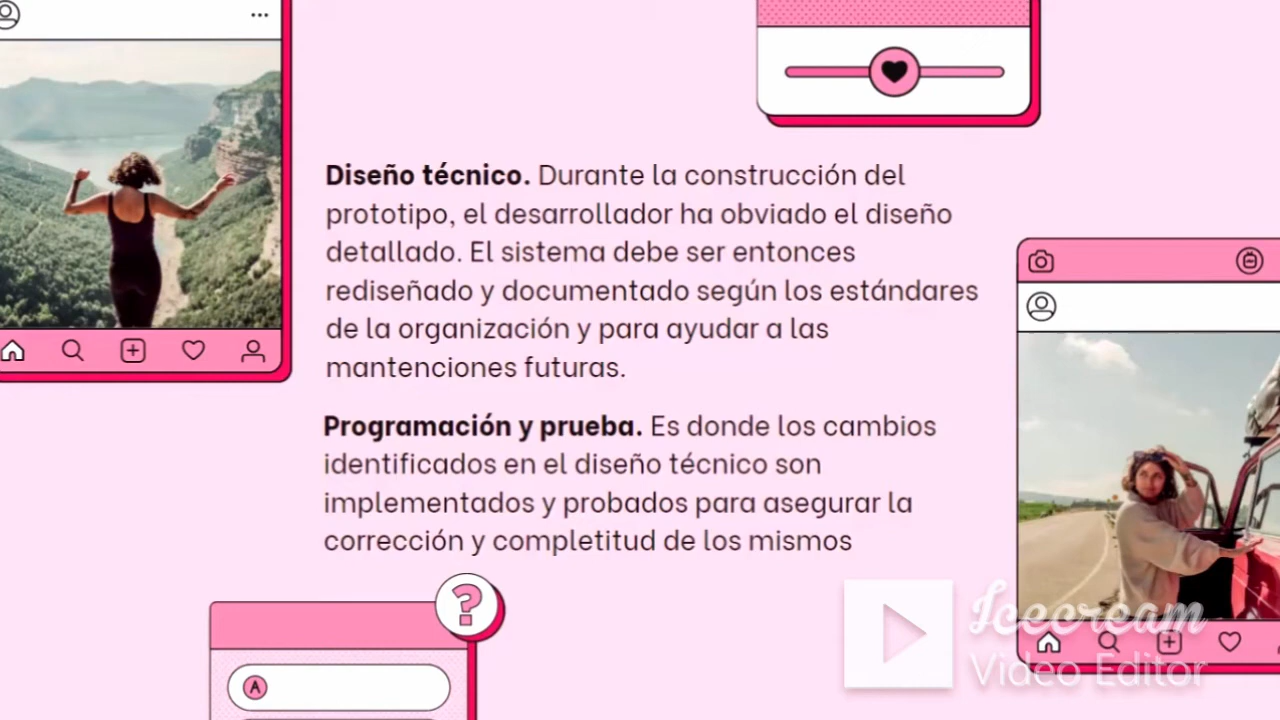 Diseño técnico. Durante la construcción del
prototipo, el desarrollador ha obviado el diseño
detallado. El sistema debe ser entonces
rediseñado y documentado según los estándares
de la organización y para ayudar a las
mantenciones futuras.
Programación y prueba. Es donde los cambios
identificados en el diseño técnico son
implementados y probados para asegurar la
corrección y completitud de los mismos
?
A
Icecream
Video Editor